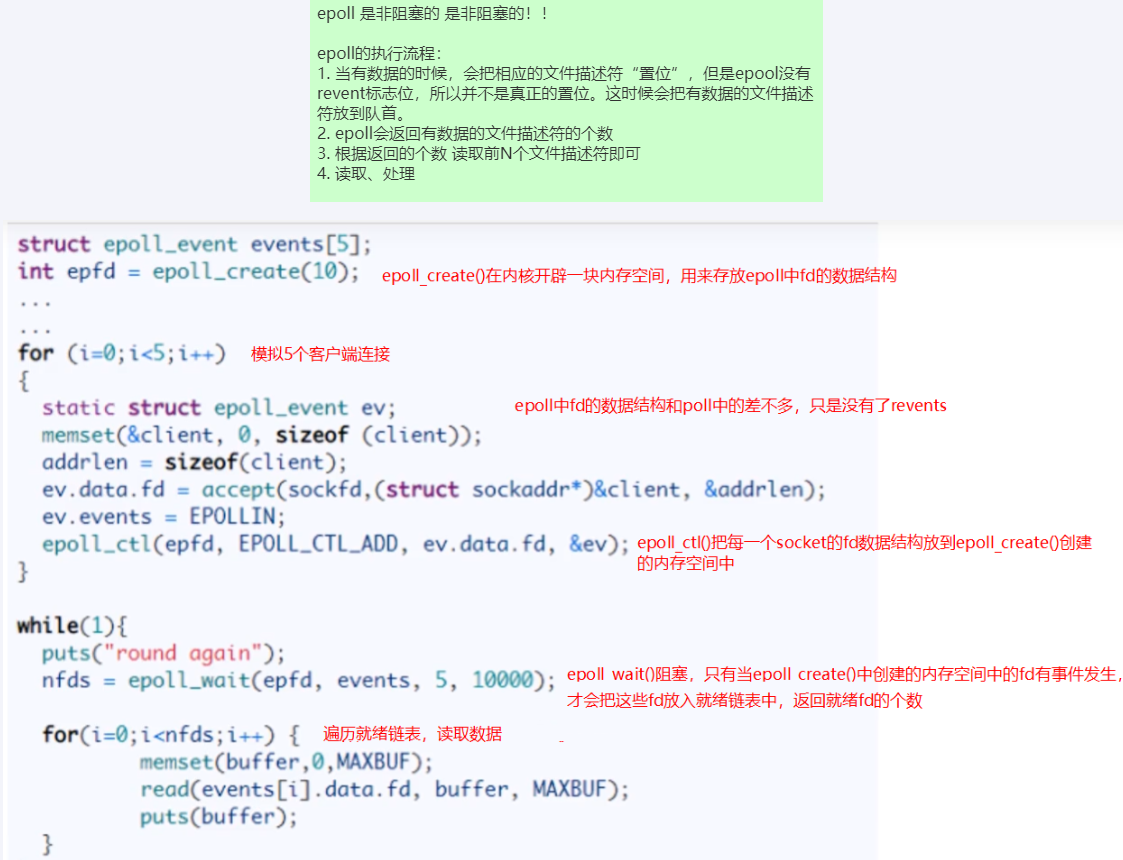 epoll 是非阻塞的 是非阻塞的！！
epoll的执行流程：
1. 当有数据的时候，会把相应的文件描述符“置位”，但是epool没有
revent标志位，所以并不是真正的置位。这时候会把有数据的文件描述
符放到队首。
2. epoll会返回有数据的文件描述符的个数
3. 根据返回的个数 读取前N个文件描述符即可
4. 读取、处理
struct epoll_event events[5];
int epfd = epoll_create(10); epoll_create()在内核开辟一块内存空间，用来存放epoll中fd的数据结构
...
...
for (i=0;i<5;i++) 模拟5个客户端连接
{
static struct epoll_event ev; epoll中fd的数据结构和poll中的差不多，只是没有了revents
memset(&client, 0, sizeof (client));
addrlen = sizeof(client);
ev.data.fd = accept(sockfd,(struct sockaddr*)&client, &addrlen);
ev.events = EPOLLIN;
epoll_ctl(epfd, EPOLL_CTL_ADD, ev.data.fd, &ev); epoll_ctl()把每一个socket的fd数据结构放到epoll_create()创建
的内存空间中
}
while(1){
puts("round again");
nfds = epoll_wait(epfd, events, 5, 10000); epoll wait()阻塞，只有当epoll create()中创建的内存空间中的fd有事件发生，
才会把这些fd放入就绪链表中，返回就绪fd的个数
for(i=0;i<nfds;i++) { 遍历就绪链表，读取数据
memset(buffer,0,MAXBUF);
read(events[i].data.fd, buffer, MAXBUF);
puts(buffer);
}